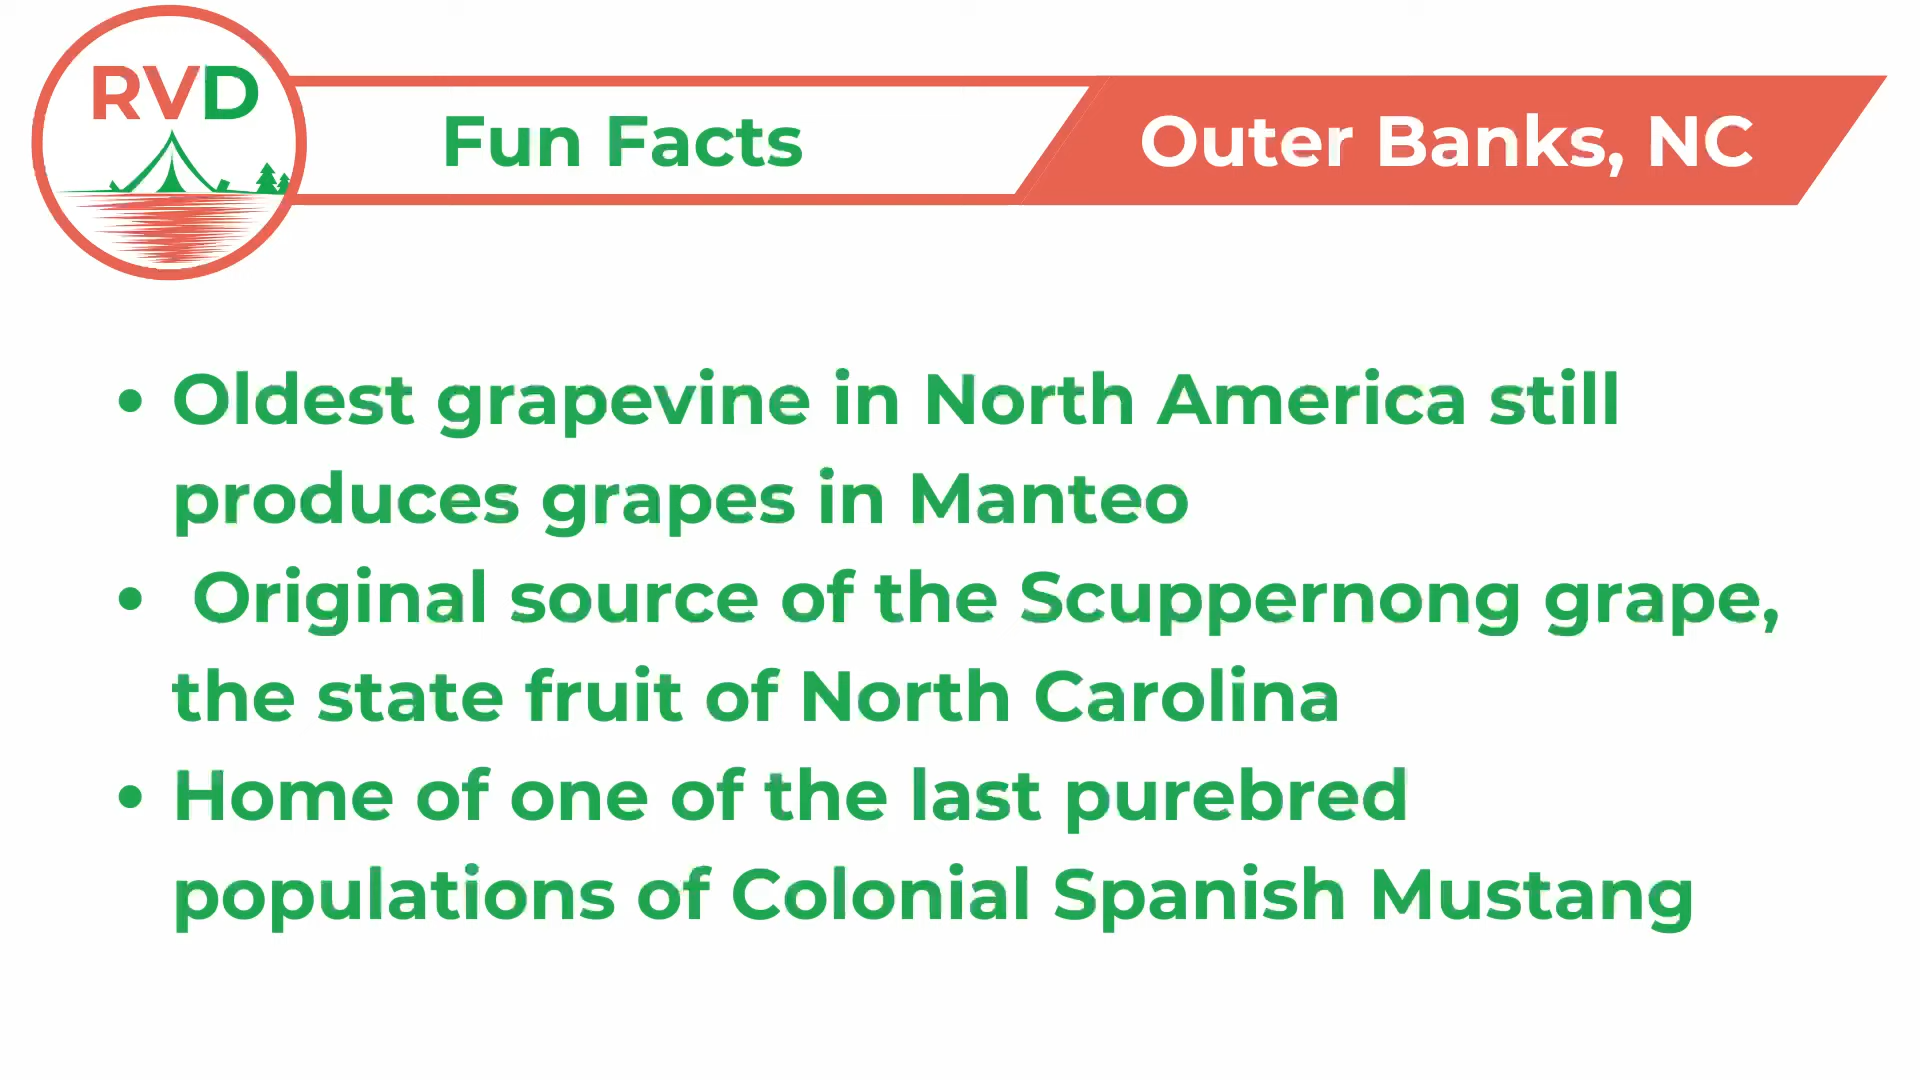 RVD
Fun Facts
Outer Banks, NC
• Oldest grapevine in North America still
produces grapes in Manteo
• Original source of the Scuppernong grape,
the state fruit of North Carolina
• Home of one of the last purebred
populations of Colonial Spanish Mustang